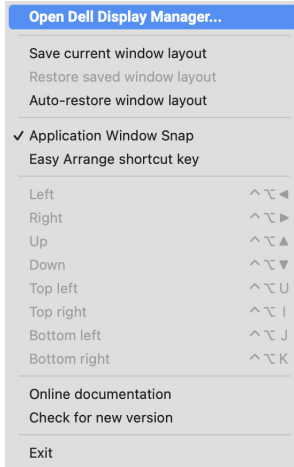 Open Dell Display Manager...
Save current window layout
Restore saved window layout
Auto-restore window layout
✓ Application Window Snap
Easy Arrange shortcut key
Left ^⌥◀
Right ^⌥▶
Up ^⌥▲
Down ^⌥▼
Top left ^⌥U
Top right ^⌥I
Bottom left ^⌥J
Bottom right ^⌥K
Online documentation
Check for new version
Exit